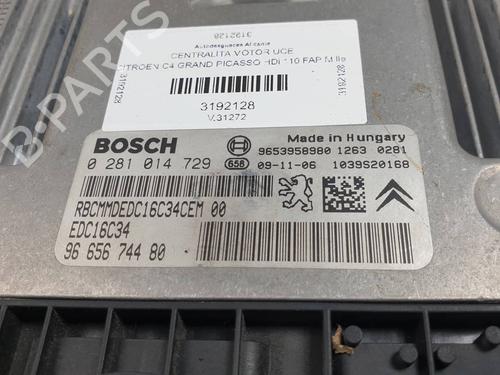 3192128
Autodesguaces Alicante
CENTRALITA MOTOR UCE
CITROEN C4 GRAND PICASSO HDi 110 FAP
3192128
3192128
3192128
V.31272
BOSCH
Made in Hungary
9653958980 1263 0281
0 281 014 729
658
09-11-06
1039S20168
RBCMMDEDC16C34CEM 00
EDC16C34
96 656 744 80
B-PARTS